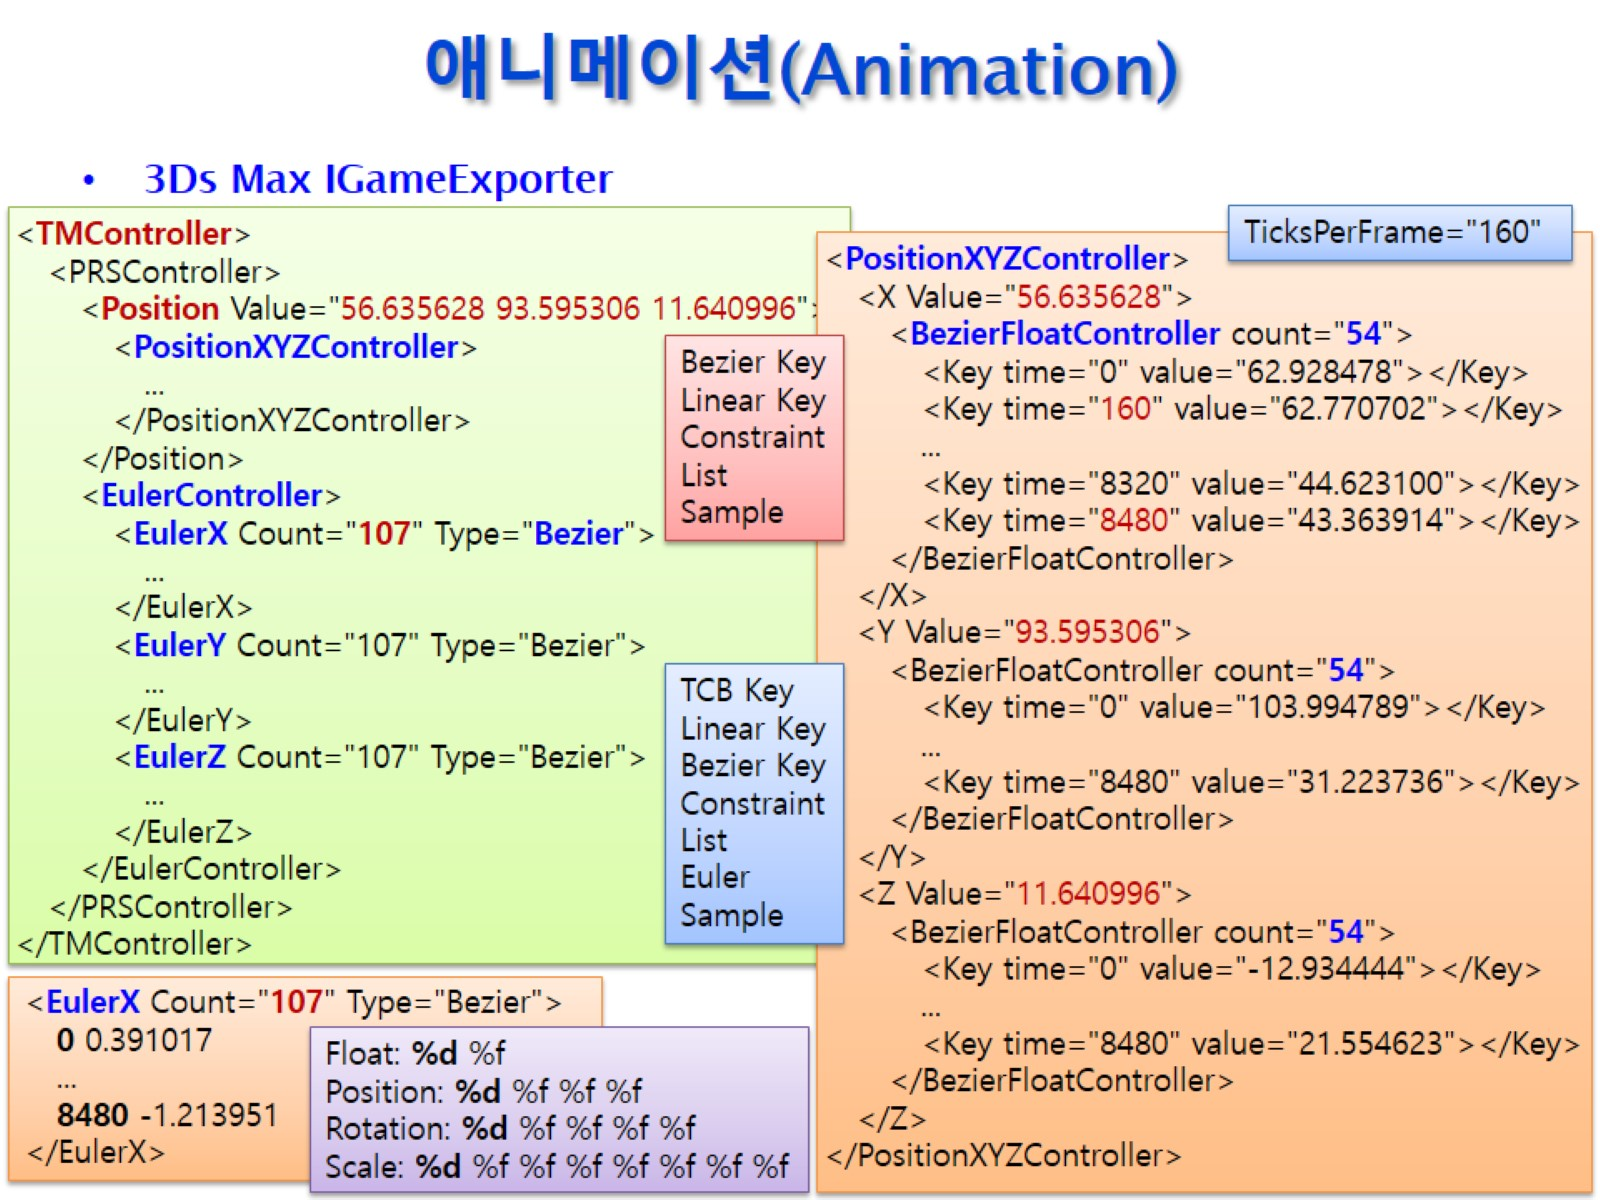 애니메이션(Animation)
• 3Ds Max IGameExporter
<TMController>
<PRSController>
<Position Value="56.635628 93.595306 11.640996">
<PositionXYZController>
...
</PositionXYZController>
</Position>
<EulerController>
<EulerX Count="107" Type="Bezier">
...
</EulerX>
<EulerY Count="107" Type="Bezier">
...
</EulerY>
<EulerZ Count="107" Type="Bezier">
...
</EulerZ>
</EulerController>
</PRSController>
</TMController>
Bezier Key
Linear Key
Constraint
List
Sample
TCB Key
Linear Key
Bezier Key
Constraint
List
Euler
Sample
<EulerX Count="107" Type="Bezier">
0 0.391017
...
8480 -1.213951
</EulerX>
Float: %d %f
Position: %d %f %f %f
Rotation: %d %f %f %f %f
Scale: %d %f %f %f %f %f %f %f
TicksPerFrame="160"
<PositionXYZController>
<X Value="56.635628">
<BezierFloatController count="54">
<Key time="0" value="62.928478"></Key>
<Key time="160" value="62.770702"></Key>
...
<Key time="8320" value="44.623100"></Key>
<Key time="8480" value="43.363914"></Key>
</BezierFloatController>
</X>
<Y Value="93.595306">
<BezierFloatController count="54">
<Key time="0" value="103.994789"></Key>
...
<Key time="8480" value="31.223736"></Key>
</BezierFloatController>
</Y>
<Z Value="11.640996">
<BezierFloatController count="54">
<Key time="0" value="-12.934444"></Key>
...
<Key time="8480" value="21.554623"></Key>
</BezierFloatController>
</Z>
</PositionXYZController>